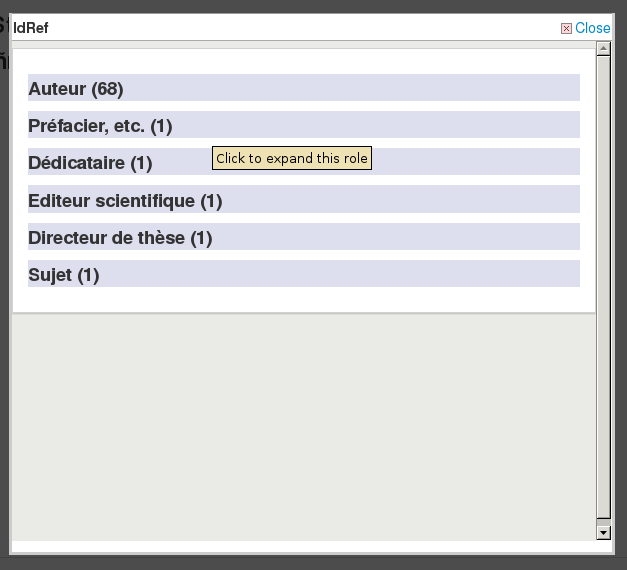 IdRef
Close
Auteur (68)
Préfacier, etc. (1)
Click to expand this role
Dédicataire (1)
Editeur scientifique (1)
Directeur de thèse (1)
Sujet (1)